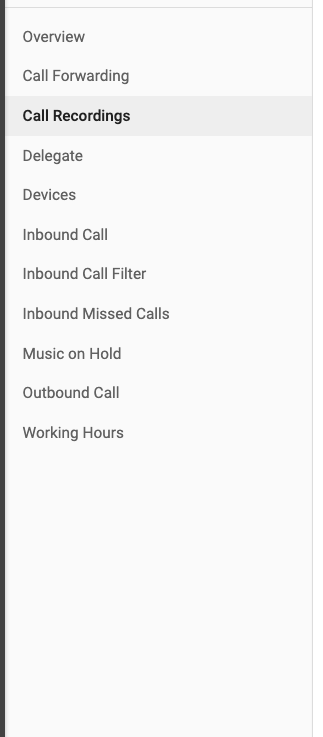 Overview
Call Forwarding
Call Recordings
Delegate
Devices
Inbound Call
Inbound Call Filter
Inbound Missed Calls
Music on Hold
Outbound Call
Working Hours